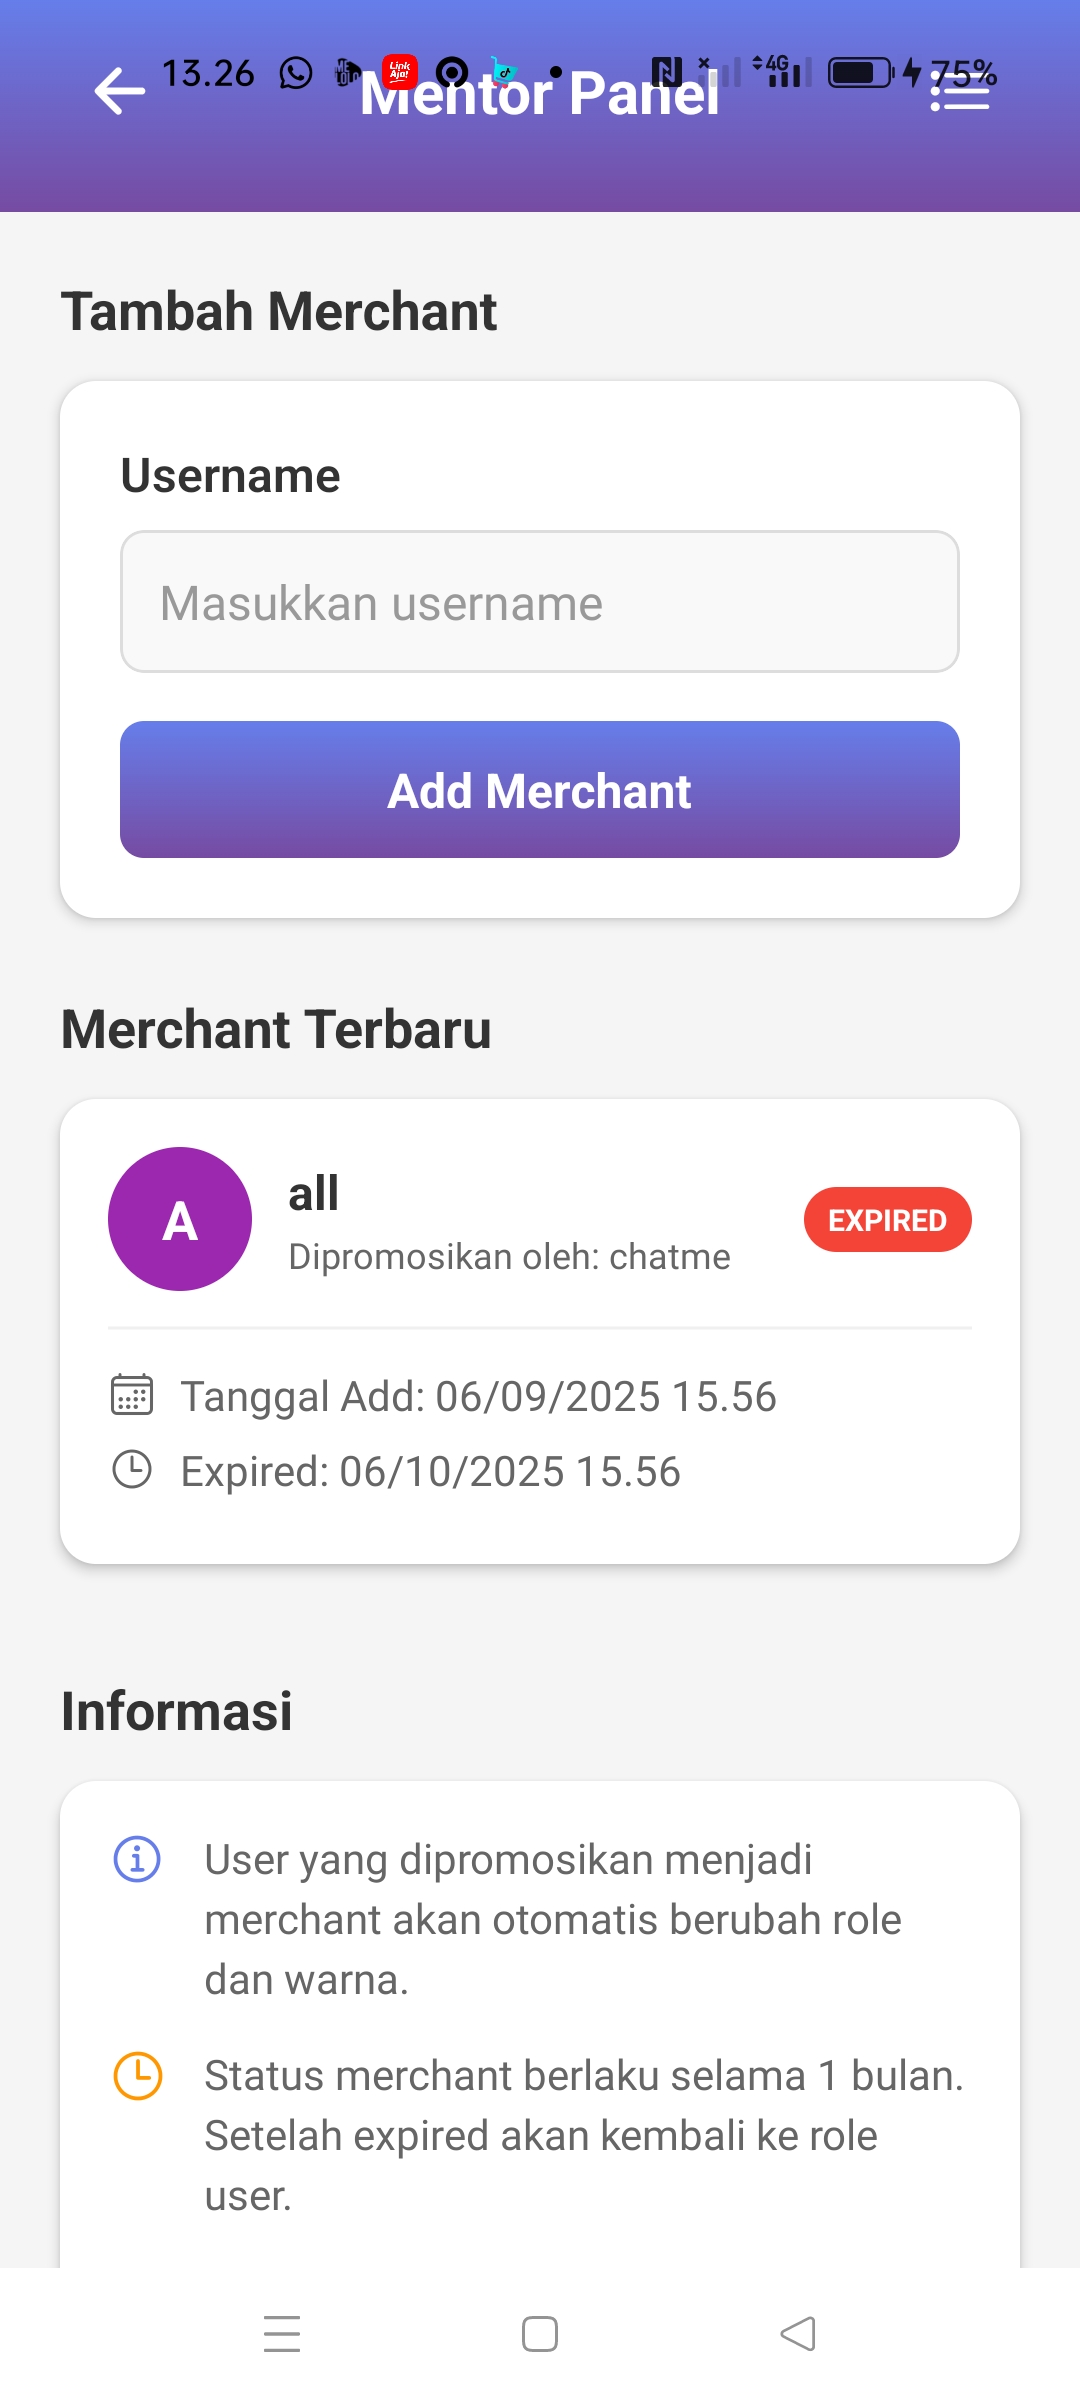 13.26
4G
75%
Mentor Panel
Tambah Merchant
Username
Masukkan username
Add Merchant
Merchant Terbaru
A
all
Dipromosikan oleh: chatme
EXPIRED
Tanggal Add: 06/09/2025 15.56
Expired: 06/10/2025 15.56
Informasi
User yang dipromosikan menjadi
merchant akan otomatis berubah role
dan warna.
Status merchant berlaku selama 1 bulan.
Setelah expired akan kembali ke role
user.